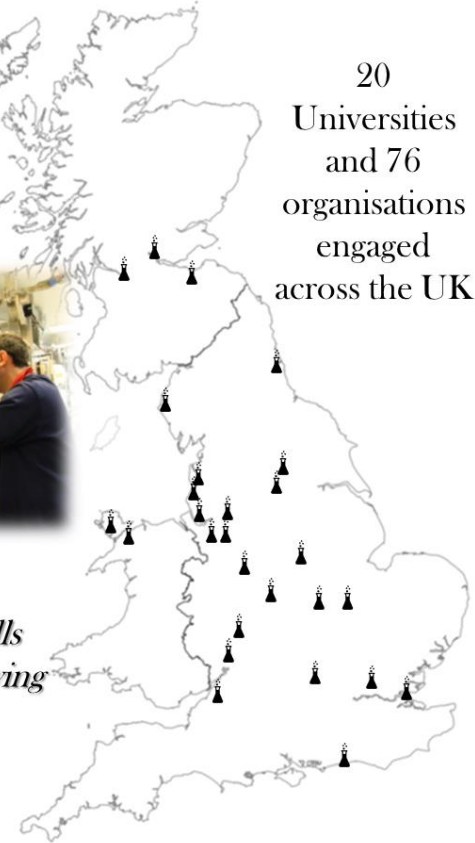 20
Universities
and 76
organisations
engaged
across the UK